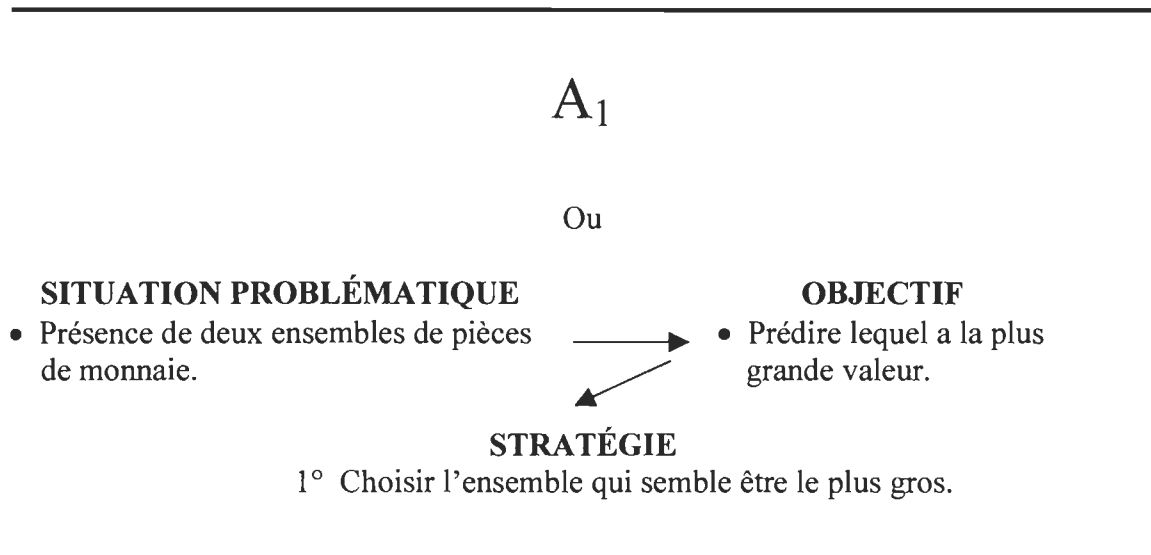 A1
Ou
SITUATION PROBLÉMATIQUE
• Présence de deux ensembles de pièces
de monnaie.
OBJECTIF
• Prédire lequel a la plus
grande valeur.
STRATÉGIE
1° Choisir l'ensemble qui semble être le plus gros.